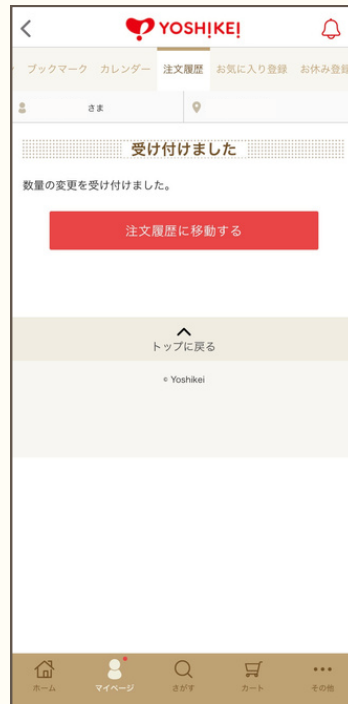 YOSHIKEI
ブックマーク カレンダー 注文履歴 お気に入り登録 お休み登録
さま
受け付けました
数量の変更を受け付けました。
注文履歴に移動する
トップに戻る
© Yoshikei
ホーム マイページ さがす カート その他